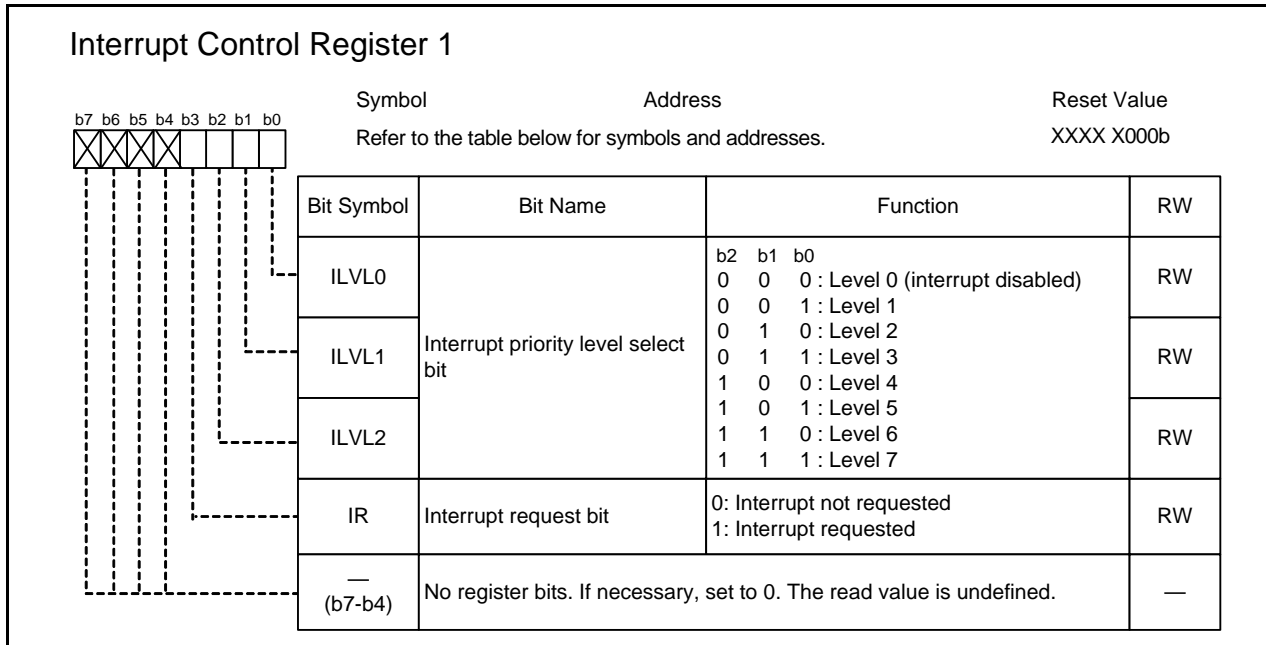 Interrupt Control Register 1
Symbol Address Reset Value
b7 b6 b5 b4 b3 b2 b1 b0
Refer to the table below for symbols and addresses. XXXX X000b
Bit Symbol Bit Name Function RW
ILVL0 RW
ILVL1 Interrupt priority level select bit RW
ILVL2 RW
b2 b1 b0
0 0 0 : Level 0 (interrupt disabled)
0 0 1 : Level 1
0 1 0 : Level 2
0 1 1 : Level 3
1 0 0 : Level 4
1 0 1 : Level 5
1 1 0 : Level 6
1 1 1 : Level 7
IR Interrupt request bit
0: Interrupt not requested
1: Interrupt requested
RW
—
(b7-b4)
No register bits. If necessary, set to 0. The read value is undefined.
—